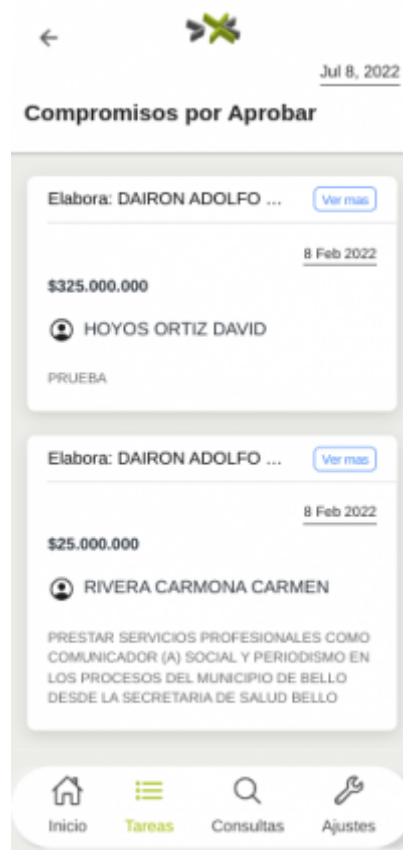 Jul 8, 2022
Compromisos por Aprobar
Elabora: DAIRON ADOLFO ...
Ver mas
8 Feb 2022
$325.000.000
HOYOS ORTIZ DAVID
PRUEBA
Elabora: DAIRON ADOLFO ...
Ver mas
8 Feb 2022
$25.000.000
RIVERA CARMONA CARMEN
PRESTAR SERVICIOS PROFESIONALES COMO
COMUNICADOR (A) SOCIAL Y PERIODISMO EN
LOS PROCESOS DEL MUNICIPIO DE BELLO
DESDE LA SECRETARIA DE SALUD BELLO
Inicio Tareas Consultas Ajustes